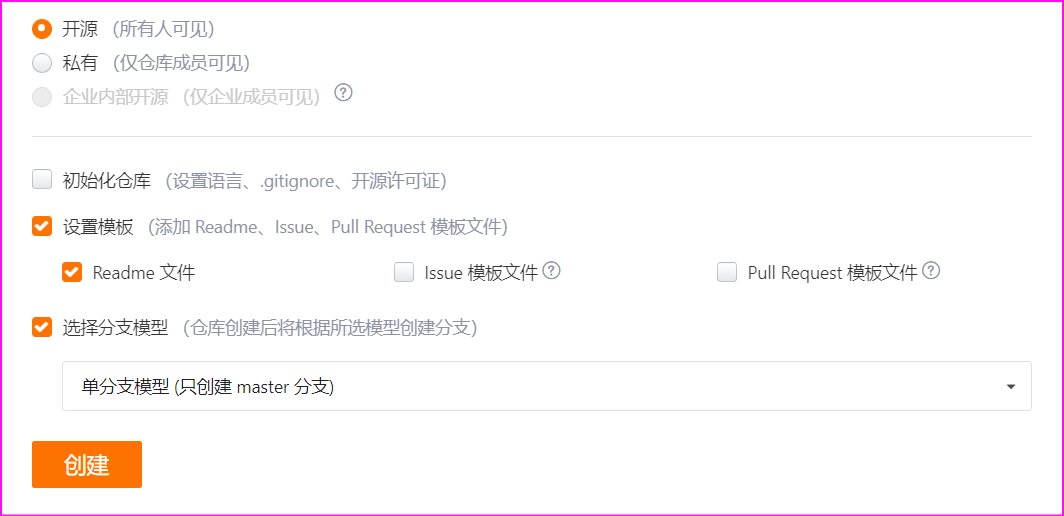 开源 (所有人可见)
私有 (仅仓库成员可见)
企业内部开源 (仅企业成员可见) ?
初始化仓库 (设置语言、.gitignore、开源许可证)
设置模板 (添加 Readme、Issue、Pull Request 模板文件)
Readme 文件 Issue 模板文件 ? Pull Request 模板文件 ?
选择分支模型 (仓库创建后将根据所选模型创建分支)
单分支模型 (只创建 master 分支)
创建